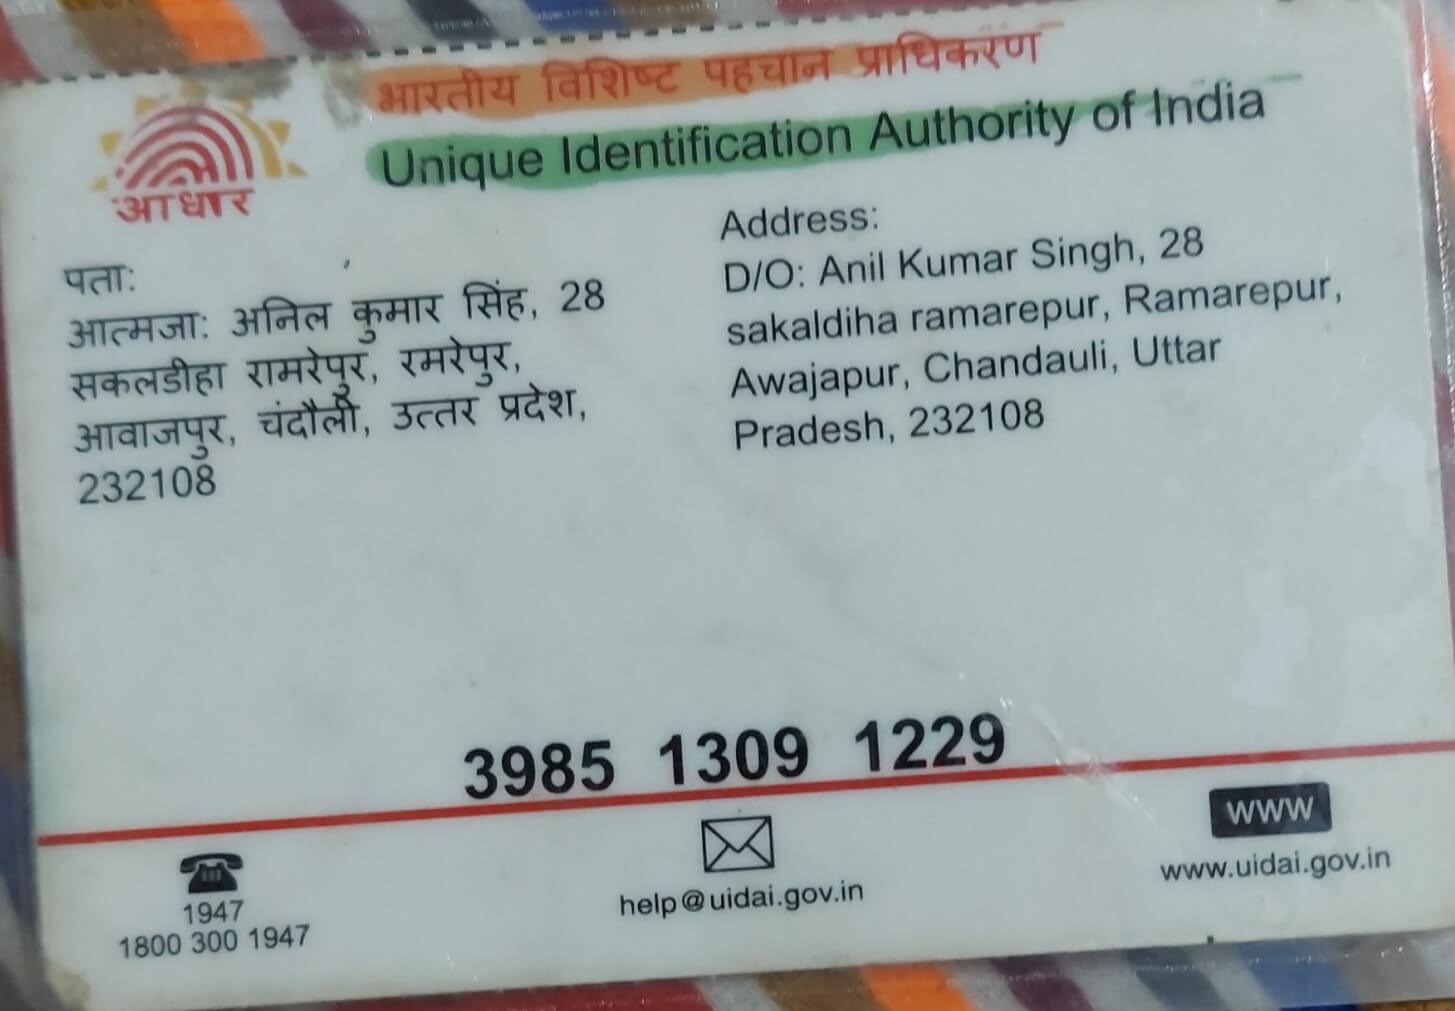 भारतीय विशिष्ट पहचान प्राधिकरण
Unique Identification Authority of India
आधार
पता:
आत्मजा: अनिल कुमार सिंह, 28
सकलडीहा रामरेपुर, रमरेपुर,
आवाजपुर, चंदौली, उत्तर प्रदेश,
232108
Address:
D/O: Anil Kumar Singh, 28
sakaldiha ramarepur, Ramarepur,
Awajapur, Chandauli, Uttar
Pradesh, 232108
3985 1309 1229
1947
1800 300 1947
help@uidai.gov.in
www
www.uidai.gov.in